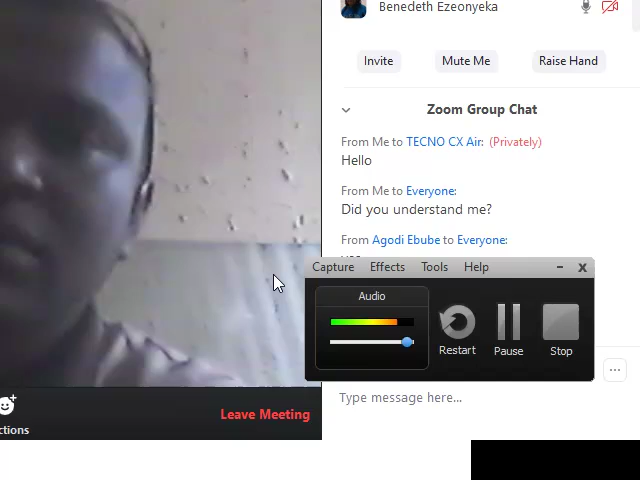 Benedeth Ezeonyeka
Invite Mute Me Raise Hand
Zoom Group Chat
From Me to TECNO CX Air: (Privately)
Hello
From Me to Everyone:
Did you understand me?
From Agodi Ebube to Everyone:
Capture Effects Tools Help
Audio
Restart Pause Stop
Type message here...
Leave Meeting
ctions